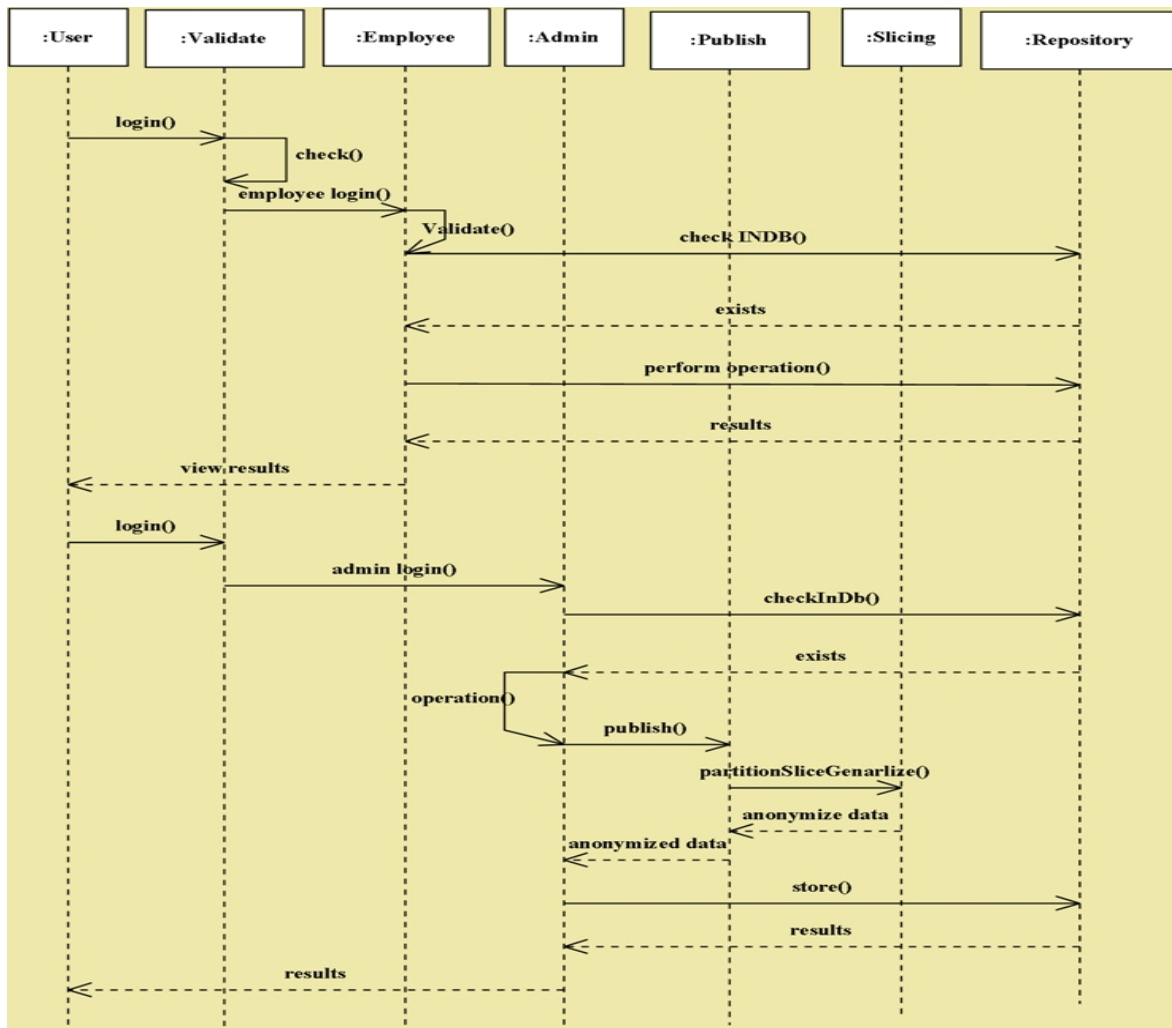 :User
:Validate
:Employee
:Admin
:Publish
:Slicing
:Repository
login()
check()
employee login()
Validate()
check INDB()
exists
perform operation()
results
view results
login()
admin login()
checkInDb()
exists
operation()
publish()
partitionSliceGenarlize()
anonymize data
anonymized data
store()
results
results